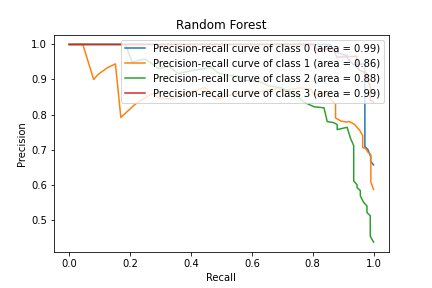 Random Forest
1.0
0.9
0.8
0.7
0.6
0.5
Precision
Precision-recall curve of class 0 (area = 0.99)
Precision-recall curve of class 1 (area = 0.86)
Precision-recall curve of class 2 (area = 0.88)
Precision-recall curve of class 3 (area = 0.99)
0.0 0.2 0.4 0.6 0.8 1.0
Recall